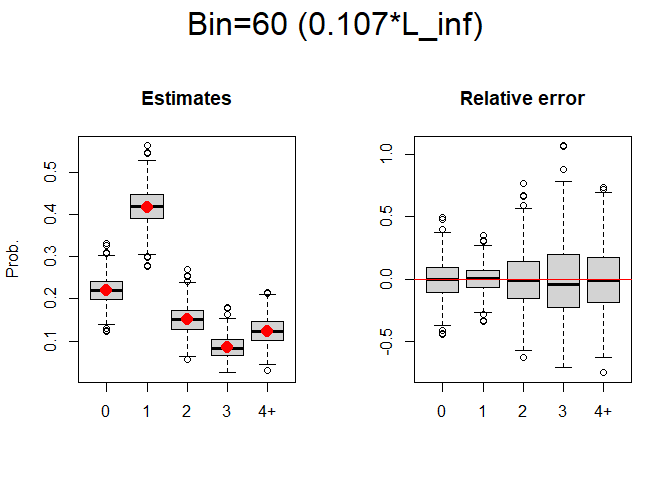 Bin=60 (0.107*L_inf)
Estimates
Prob.
0.5
0.4
0.3
0.2
0.1
0 1 2 3 4+
Relative error
1.0
0.5
0.0
-0.5
0 1 2 3 4+